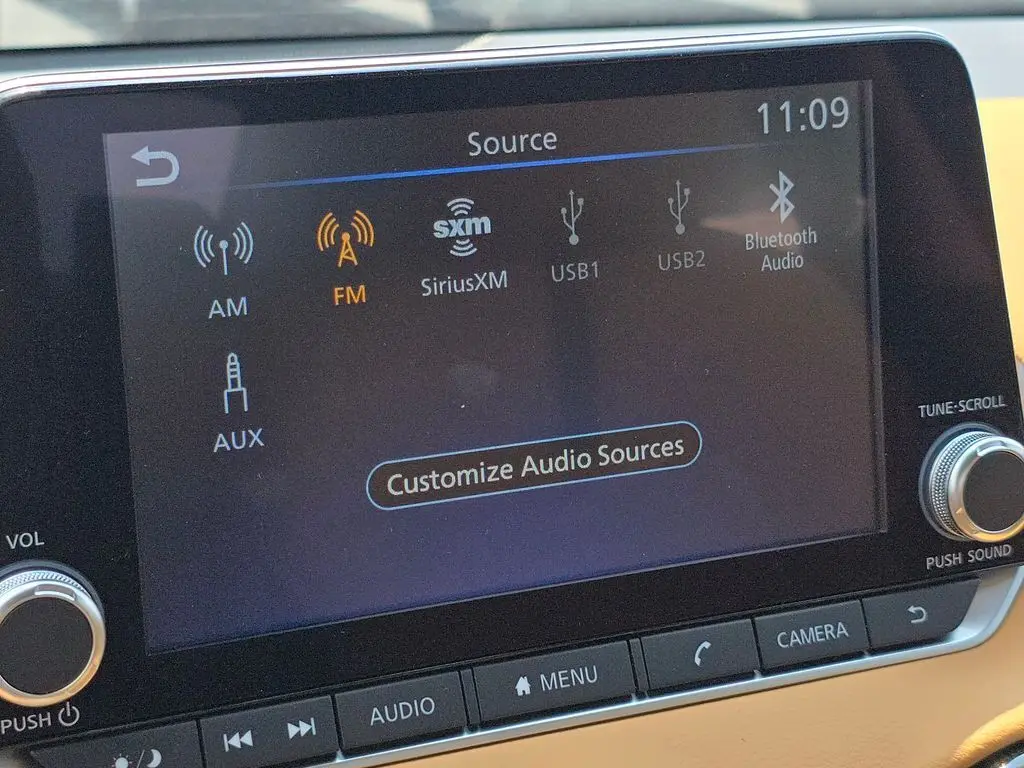 Source
11:09
AM
FM
sxm
SiriusXM
USB1
USB2
Bluetooth
Audio
AUX
Customize Audio Sources
TUNE·SCROLL
PUSH SOUND
VOL
PUSH
AUDIO
MENU
CAMERA